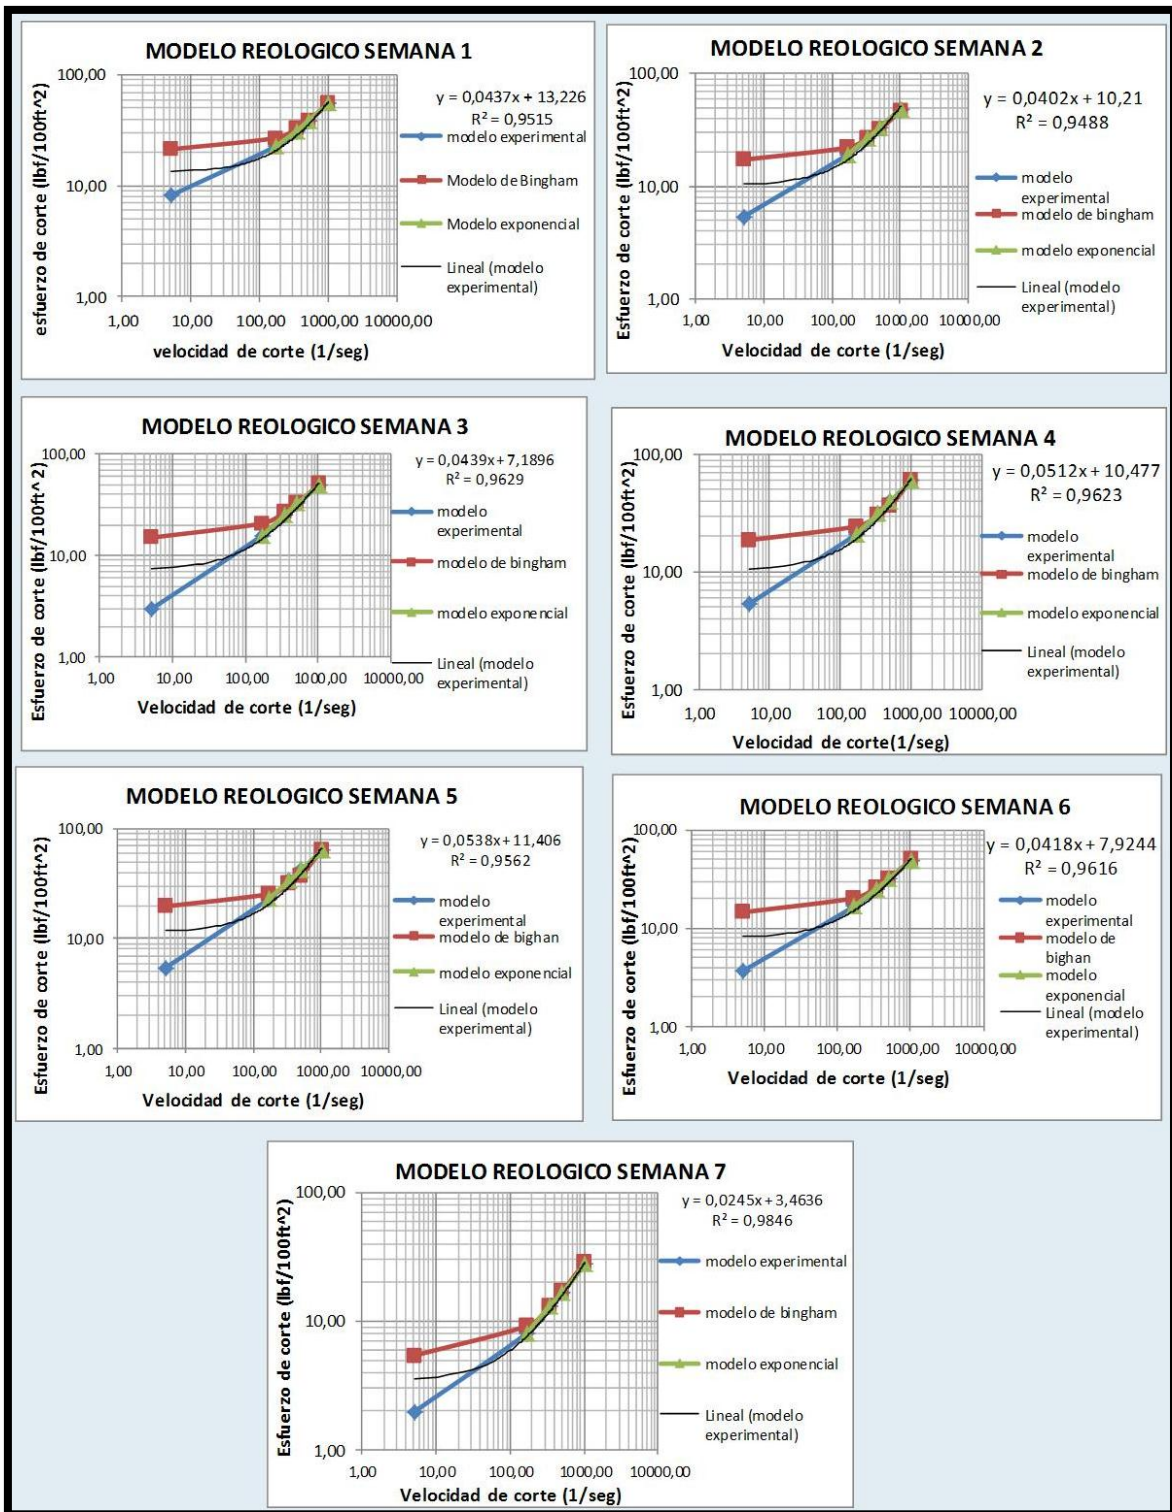 MODELO REOLOGICO SEMANA 1
esfuerzo de corte (lbf/100ft^2)
100,00
10,00
1,00
1,00 10,00 100,00 1000,00 10000,00
velocidad de corte (1/seg)
y = 0,0437x + 13,226
R² = 0,9515
modelo experimental
Modelo de Bingham
Modelo exponencial
Lineal (modelo
experimental)
MODELO REOLOGICO SEMANA 2
Esfuerzo de corte (lbf/100ft^2)
100,00
10,00
1,00
1,00 10,00 100,00 1000,00 10000,00
Velocidad de corte (1/seg)
y = 0,0402x + 10,21
R² = 0,9488
modelo
experimental
modelo de bingham
modelo exponencial
Lineal (modelo
experimental)
MODELO REOLOGICO SEMANA 3
Esfuerzo de corte (lbf/100ft^2)
100,00
10,00
1,00
1,00 10,00 100,00 1000,00 10000,00
Velocidad de corte (1/seg)
y = 0,0439x + 7,1896
R² = 0,9629
modelo
experimental
modelo de bingham
modelo exponencial
Lineal (modelo
experimental)
MODELO REOLOGICO SEMANA 4
Esfuerzo de corte (lbf/100ft^2)
100,00
10,00
1,00
1,00 10,00 100,00 1000,00 10000,00
Velocidad de corte(1/seg)
y = 0,0512x + 10,477
R² = 0,9623
modelo
experimental
modelo de bingham
modelo exponencial
Lineal (modelo
experimental)
MODELO REOLOGICO SEMANA 5
Esfuerzo de corte (lbf/100ft^2)
100,00
10,00
1,00
1,00 10,00 100,00 1000,00 10000,00
Velocidad de corte (1/seg)
y = 0,0538x + 11,406
R² = 0,9562
modelo
experimental
modelo de bighan
modelo exponencial
Lineal (modelo
experimental)
MODELO REOLOGICO SEMANA 6
Esfuerzo de corte (lbf/100ft^2)
100,00
10,00
1,00
1,00 10,00 100,00 1000,00 10000,00
Velocidad de corte (1/seg)
y = 0,0418x + 7,9244
R² = 0,9616
modelo
experimental
modelo de
bighan
modelo
exponencial
Lineal (modelo
experimental)
MODELO REOLOGICO SEMANA 7
Esfuerzo de corte (lbf/100ft^2)
100,00
10,00
1,00
1,00 10,00 100,00 1000,00 10000,00
Velocidad de corte (1/seg)
y = 0,0245x + 3,4636
R² = 0,9846
modelo experimental
modelo de bingham
modelo exponencial
Lineal (modelo
experimental)